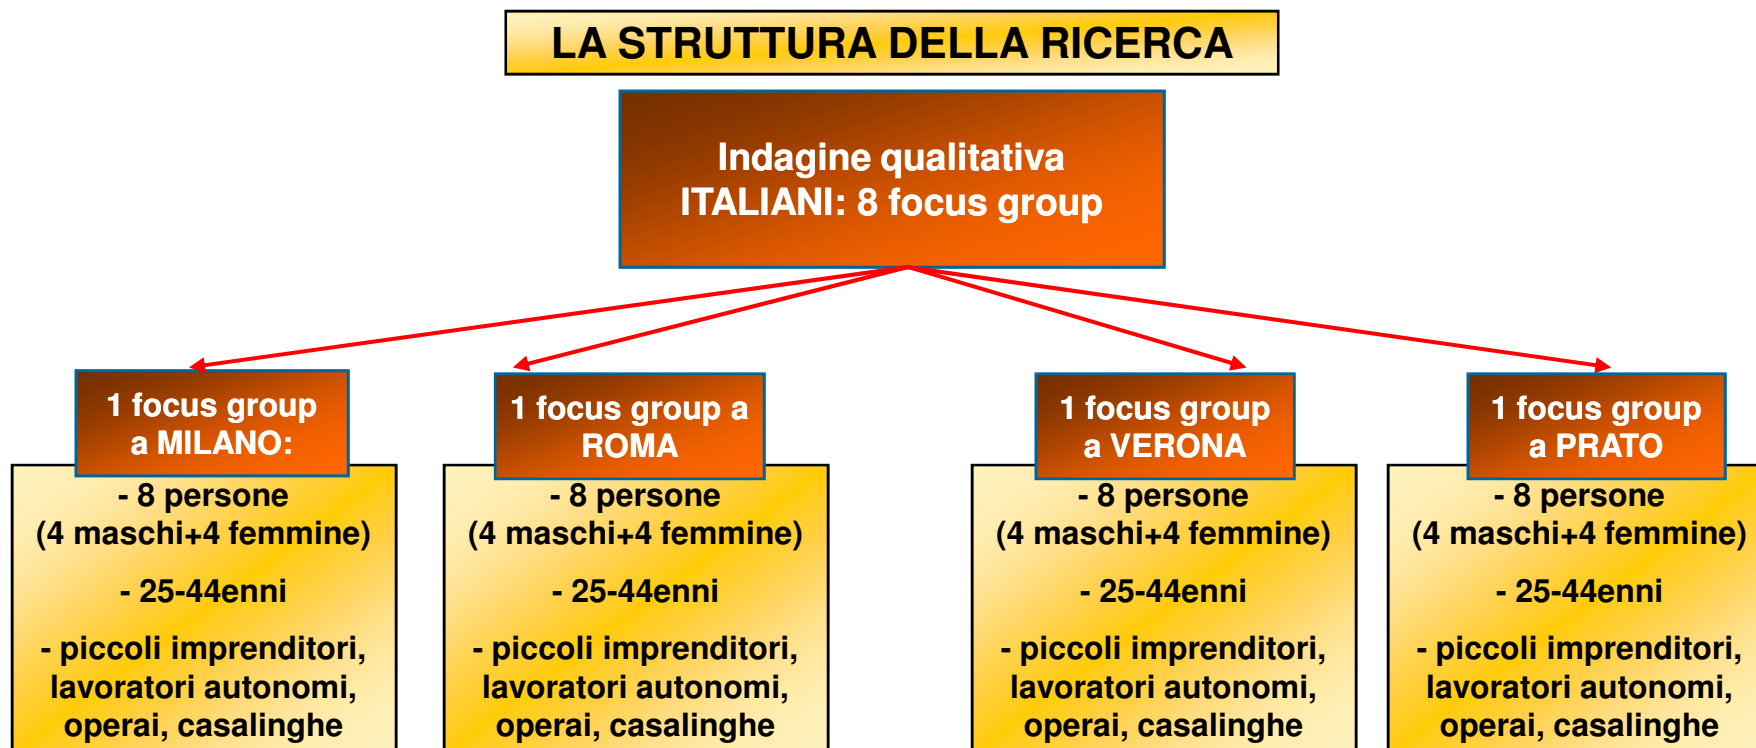 LA STRUTTURA DELLA RICERCA
Indagine qualitativa
ITALIANI: 8 focus group
1 focus group
a MILANO:
- 8 persone
(4 maschi+4 femmine)
- 25-44enni
- piccoli imprenditori,
lavoratori autonomi,
operai, casalinghe
1 focus group a
ROMA
- 8 persone
(4 maschi+4 femmine)
- 25-44enni
- piccoli imprenditori,
lavoratori autonomi,
operai, casalinghe
1 focus group
a VERONA
- 8 persone
(4 maschi+4 femmine)
- 25-44enni
- piccoli imprenditori,
lavoratori autonomi,
operai, casalinghe
1 focus group
a PRATO
- 8 persone
(4 maschi+4 femmine)
- 25-44enni
- piccoli imprenditori,
lavoratori autonomi,
operai, casalinghe